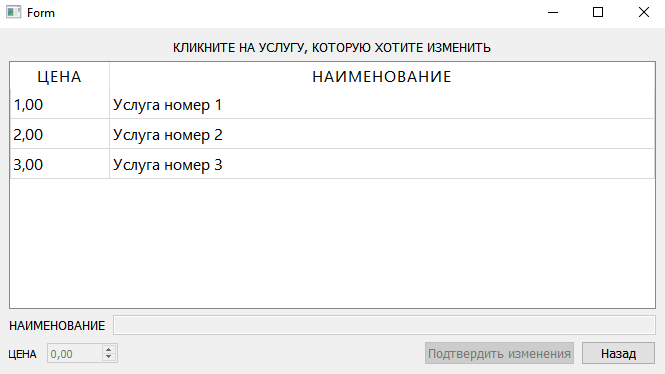 Form
КЛИКНИТЕ НА УСЛУГУ, КОТОРУЮ ХОТИТЕ ИЗМЕНИТЬ
ЦЕНА НАИМЕНОВАНИЕ
1,00 Услуга номер 1
2,00 Услуга номер 2
3,00 Услуга номер 3
НАИМЕНОВАНИЕ
ЦЕНА 0,00 Подтвердить изменения Назад